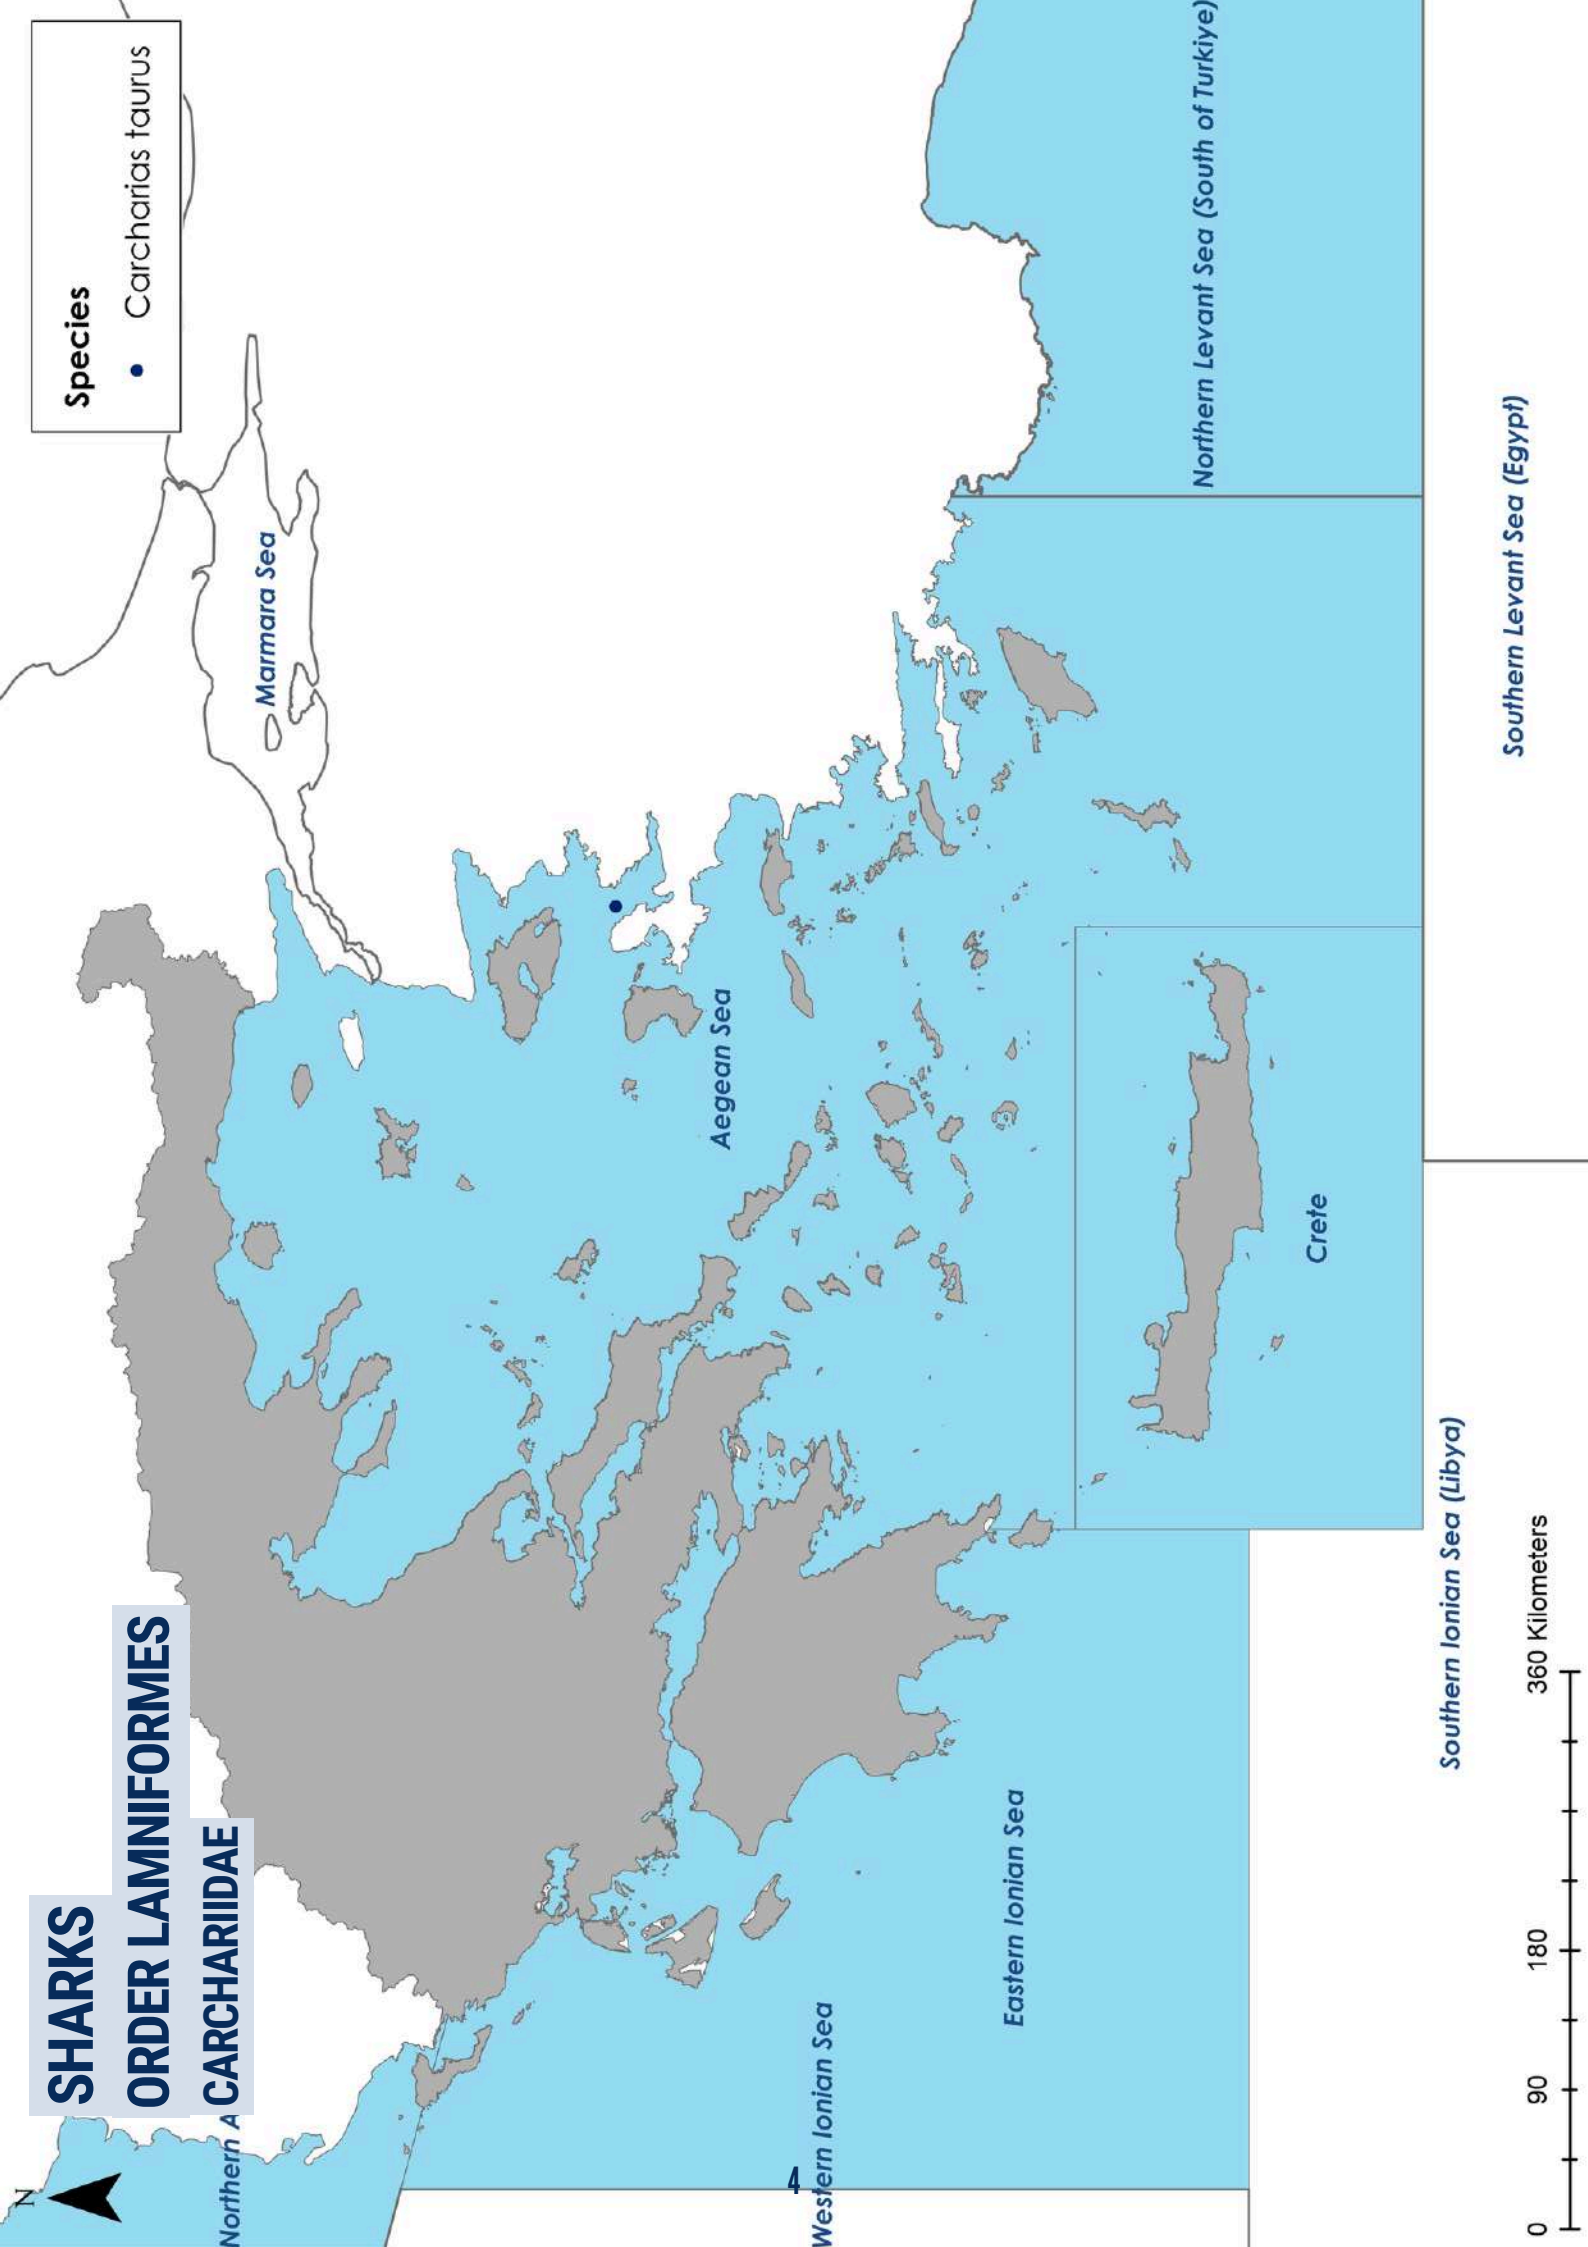 SHARKS
ORDER LAMNIFORMES
CARCHARIIDAE
N
Species
Carcharias taurus
Northern A
Marmara Sea
Aegean Sea
Western Ionian Sea
4
Eastern Ionian Sea
Crete
Northern Levant Sea (South of Turkiye)
Southern Ionian Sea (Libya)
Southern Levant Sea (Egypt)
0 90 180 360 Kilometers